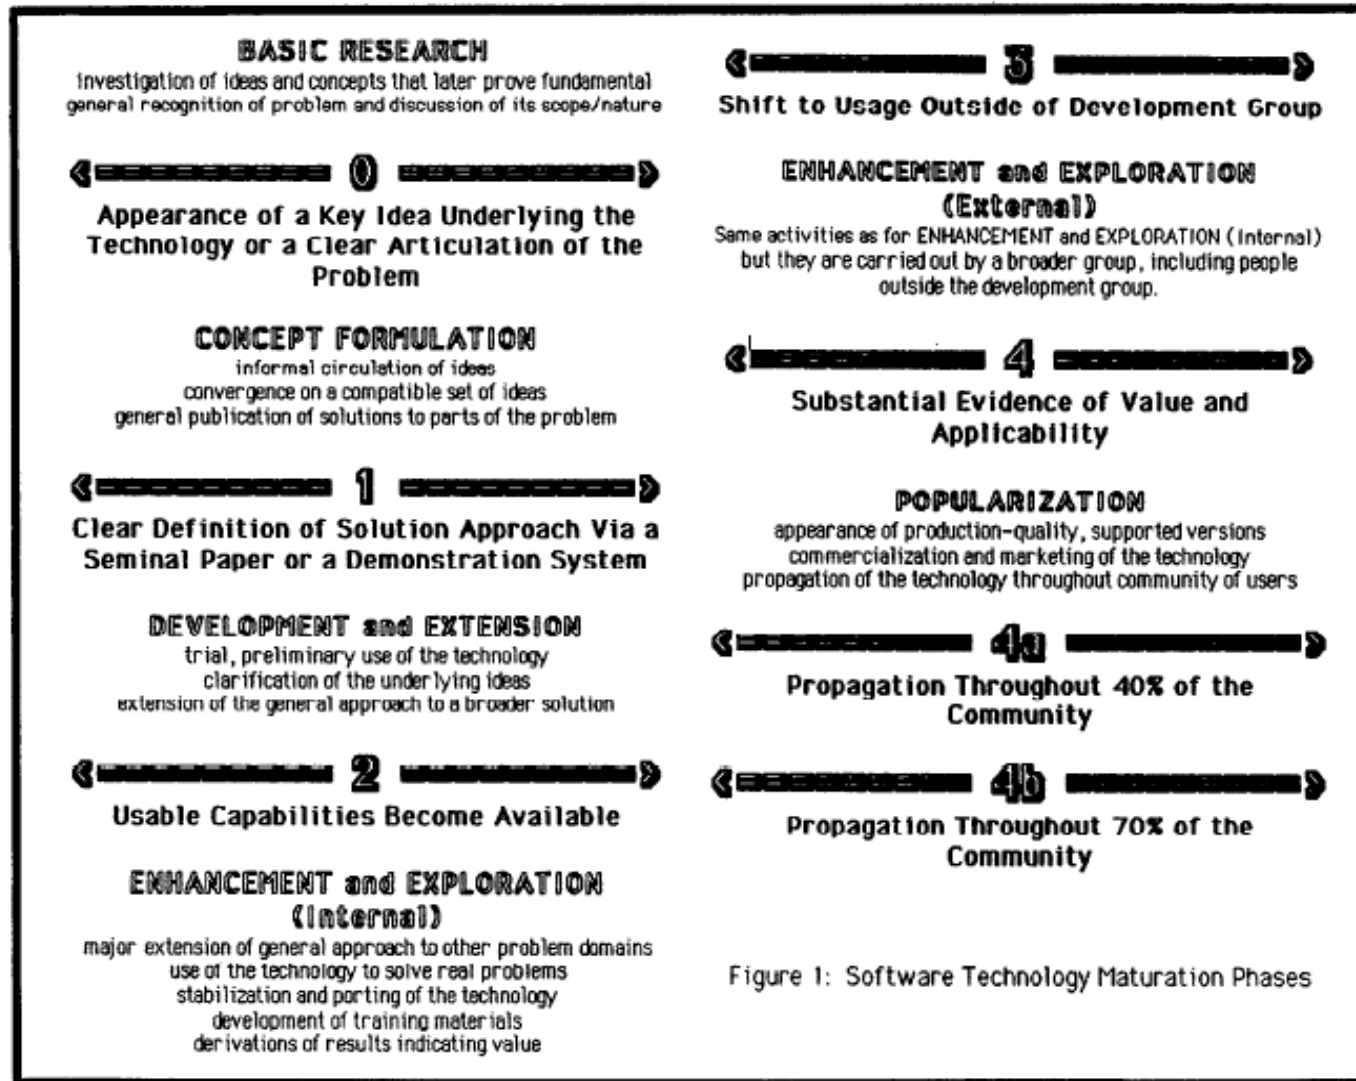 BASIC RESEARCH
investigation of ideas and concepts that later prove fundamental
general recognition of problem and discussion of its scope/nature
0
Appearance of a Key Idea Underlying the
Technology or a Clear Articulation of the
Problem
CONCEPT FORMULATION
informal circulation of ideas
convergence on a compatible set of ideas
general publication of solutions to parts of the problem
1
Clear Definition of Solution Approach Via a
Seminal Paper or a Demonstration System
DEVELOPMENT and EXTENSION
trial, preliminary use of the technology
clarification of the underlying ideas
extension of the general approach to a broader solution
2
Usable Capabilities Become Available
ENHANCEMENT and EXPLORATION
(Internal)
major extension of general approach to other problem domains
use of the technology to solve real problems
stabilization and porting of the technology
development of training materials
derivations of results indicating value
3
Shift to Usage Outside of Development Group
ENHANCEMENT and EXPLORATION
(External)
Same activities as for ENHANCEMENT and EXPLORATION (Internal)
but they are carried out by a broader group, including people
outside the development group.
4
Substantial Evidence of Value and
Applicability
POPULARIZATION
appearance of production-quality, supported versions
commercialization and marketing of the technology
propagation of the technology throughout community of users
4a
Propagation Throughout 40% of the
Community
4b
Propagation Throughout 70% of the
Community
Figure 1: Software Technology Maturation Phases